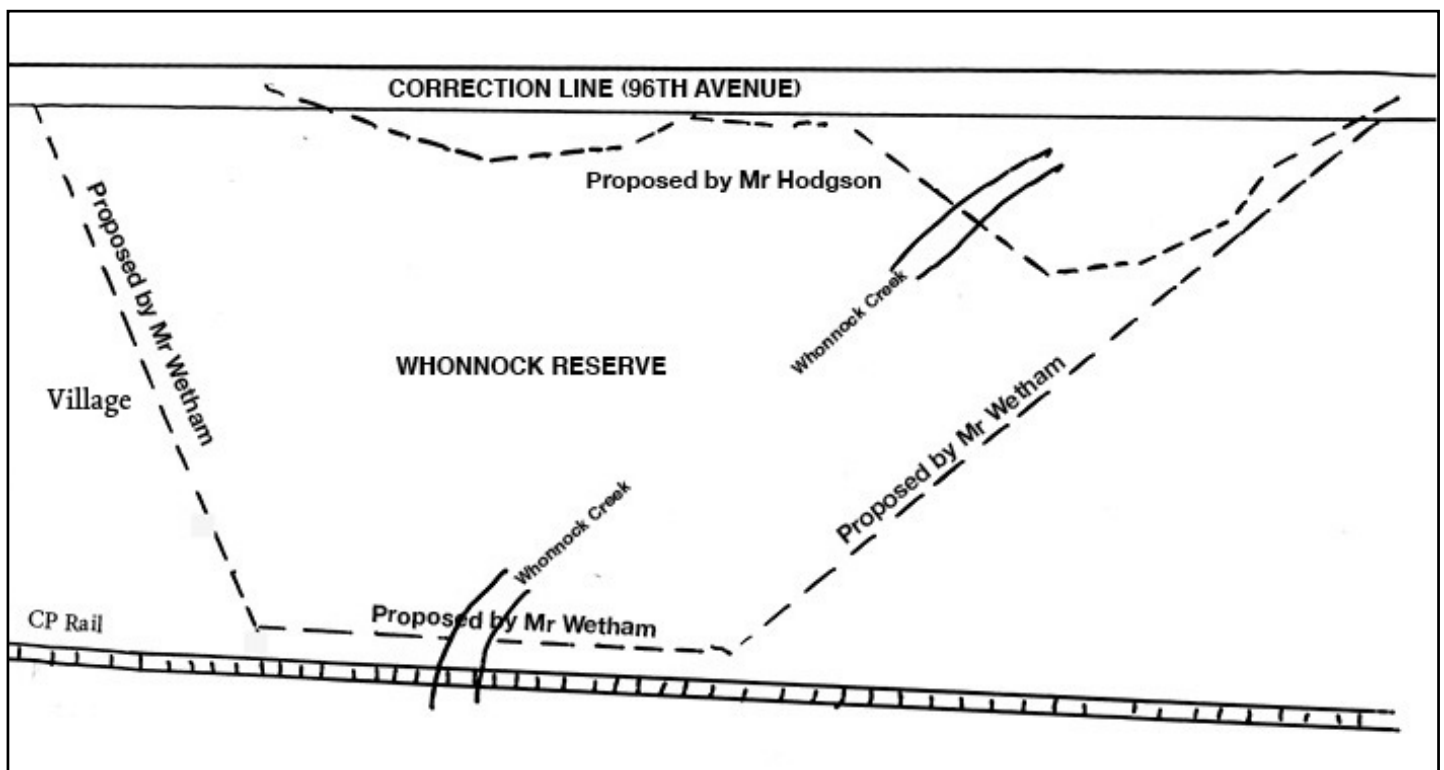 CORRECTION LINE (96TH AVENUE)
Proposed by Mr Hodgson
Proposed by Mr Wetham
Whonnock Creek
WHONNOCK RESERVE
Village
Proposed by Mr Wetham
Whonnock Creek
Proposed by Mr Wetham
CP Rail